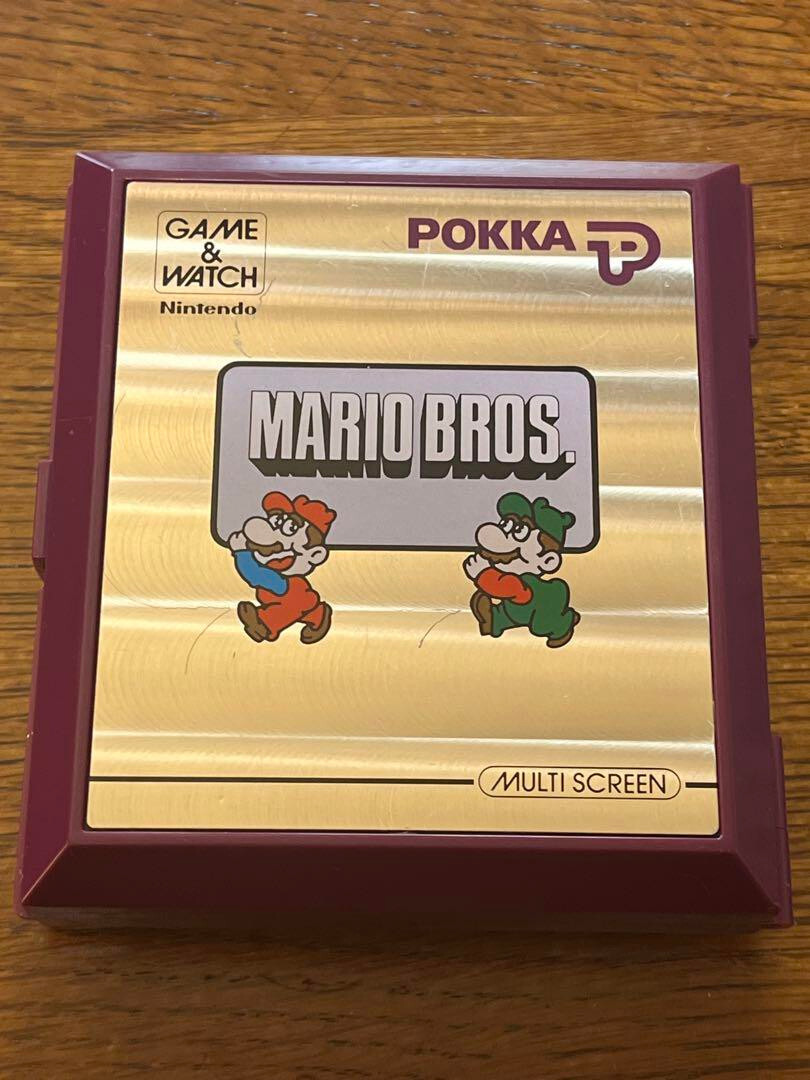 GAME
&
WATCH
Nintendo
POKKA
MARIO BROS.
MULTI SCREEN